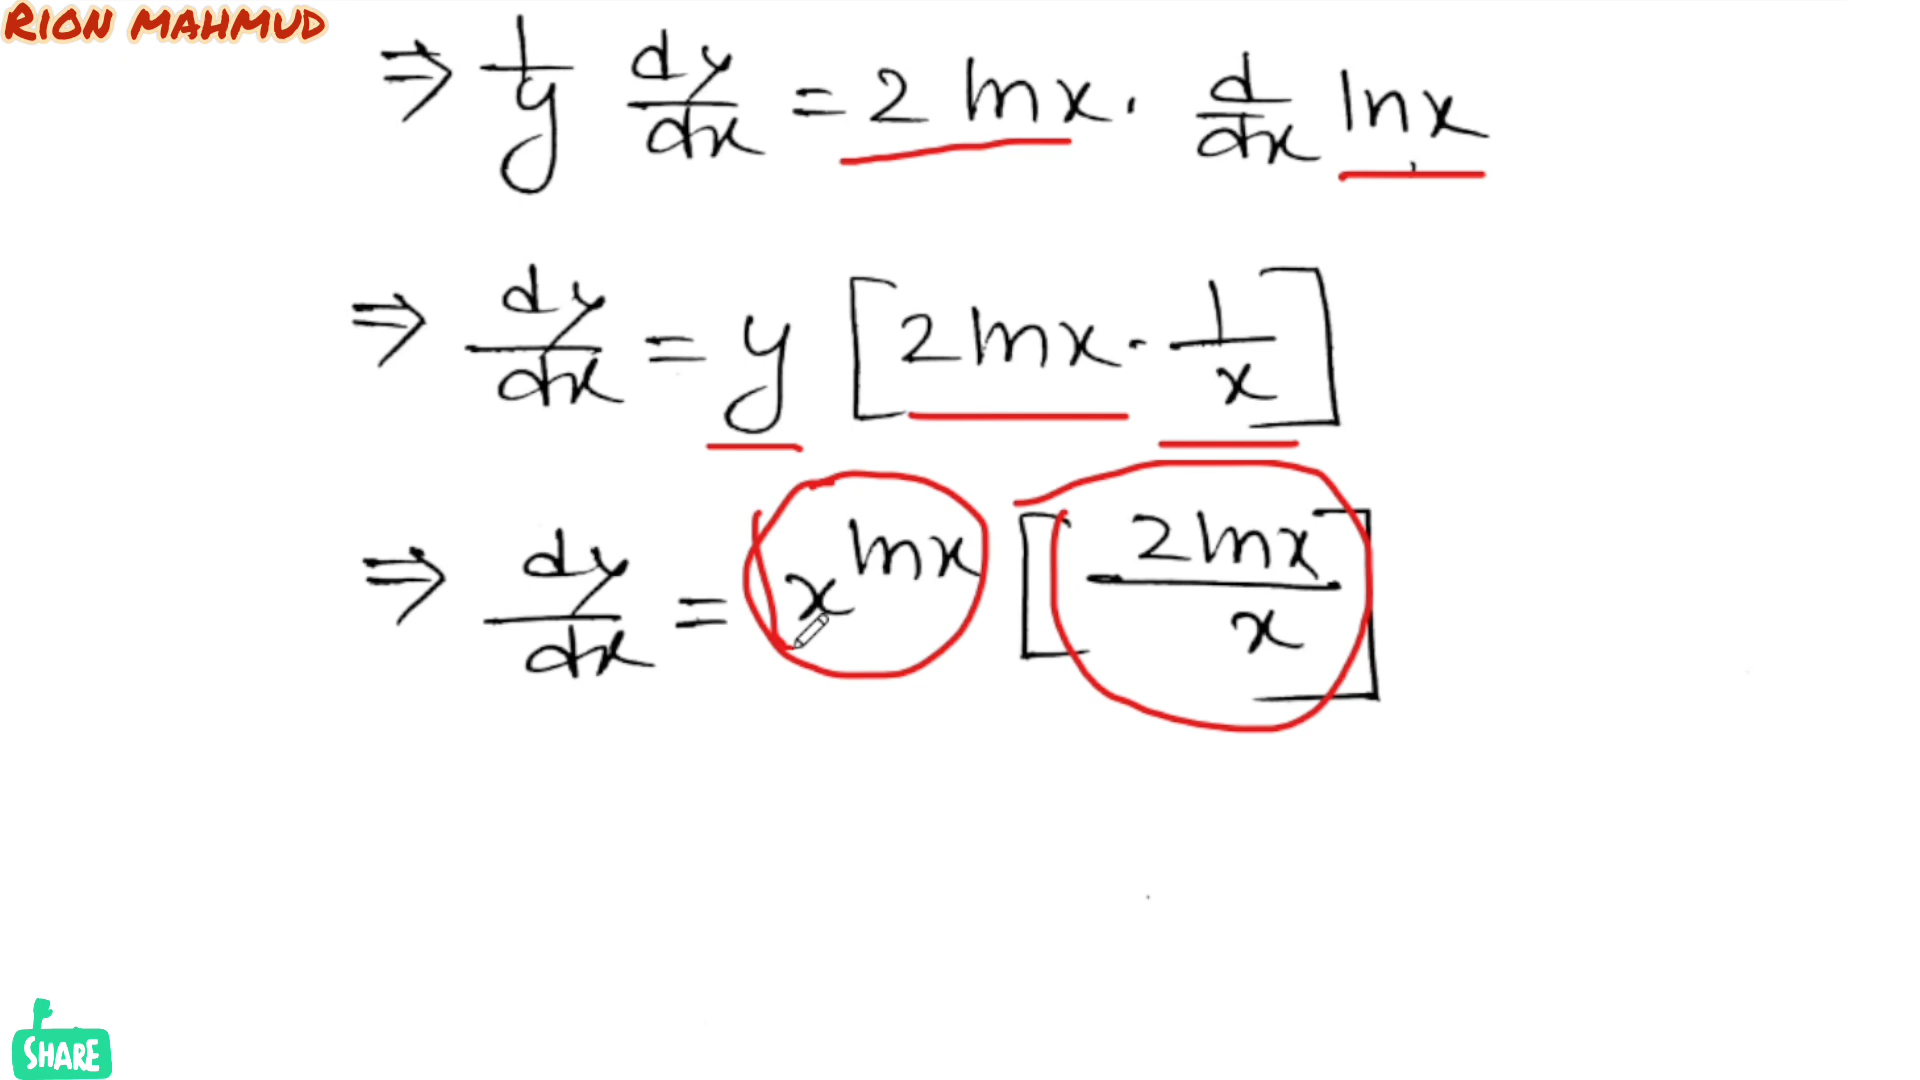 RION MAHMUD
⇒ 1/y dy/dx = 2 lnx · d/dx lnx
⇒ dy/dx = y [2 lnx · 1/x]
⇒ dy/dx = x^lnx [2lnx/x]
SHARE